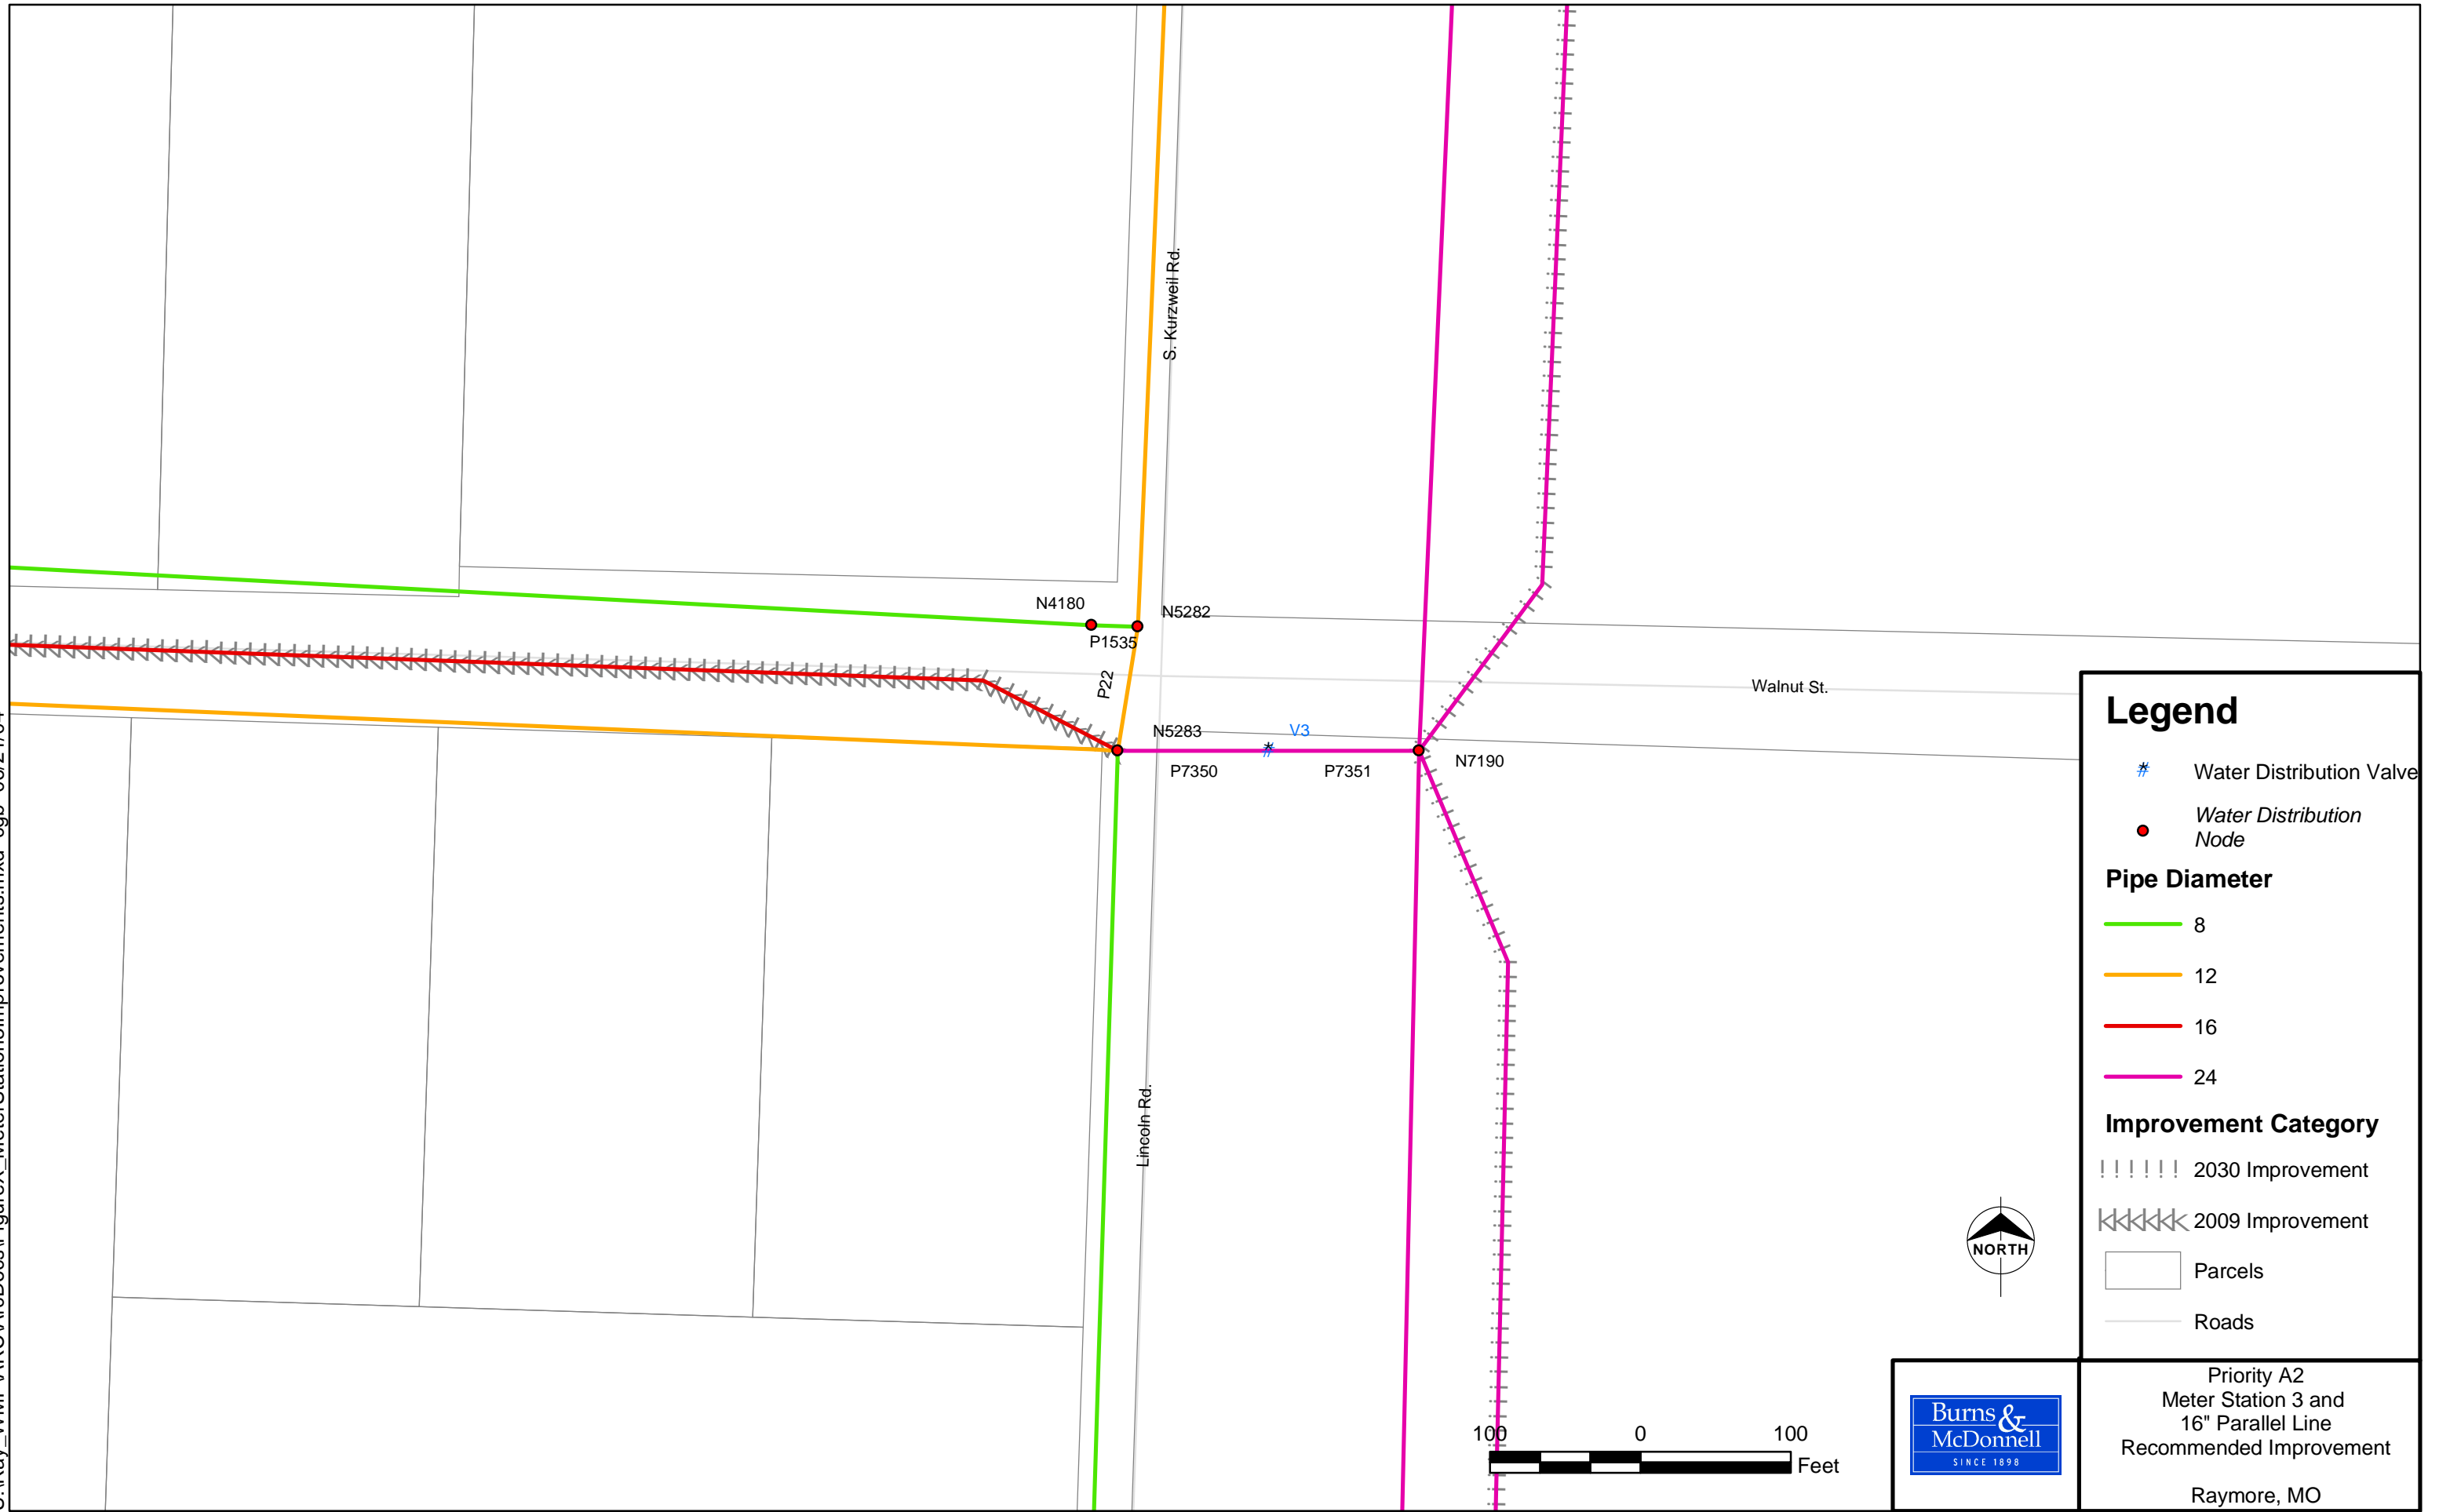 S. Kurzweil Rd.
N4180
N5282
P1535
P22
Walnut St.
N5283
V3
P7350
P7351
N7190
Lincoln Rd.
Legend
Water Distribution Valve
Water Distribution
Node
Pipe Diameter
8
12
16
24
Improvement Category
2030 Improvement
2009 Improvement
Parcels
Roads
NORTH
100 0 100
Feet
Burns &
McDonnell
SINCE 1898
Priority A2
Meter Station 3 and
16" Parallel Line
Recommended Improvement
Raymore, MO